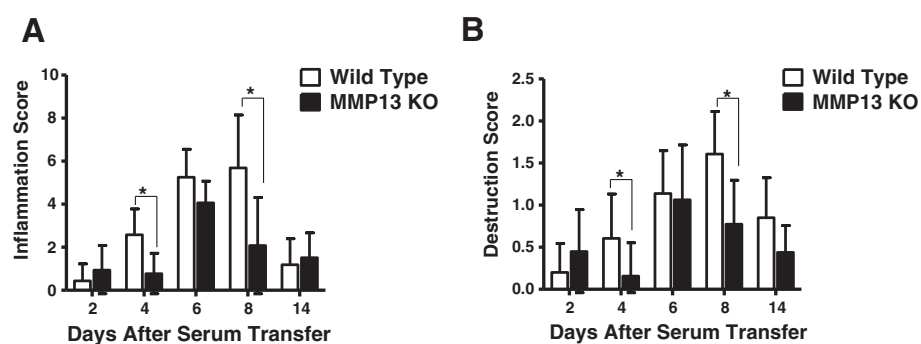 A
Inflammation Score
10
8
6
4
2
0
*
*
Wild Type
MMP13 KO
2 4 6 8 14
Days After Serum Transfer
B
Destruction Score
2.5
2.0
1.5
1.0
0.5
0.0
*
*
Wild Type
MMP13 KO
2 4 6 8 14
Days After Serum Transfer